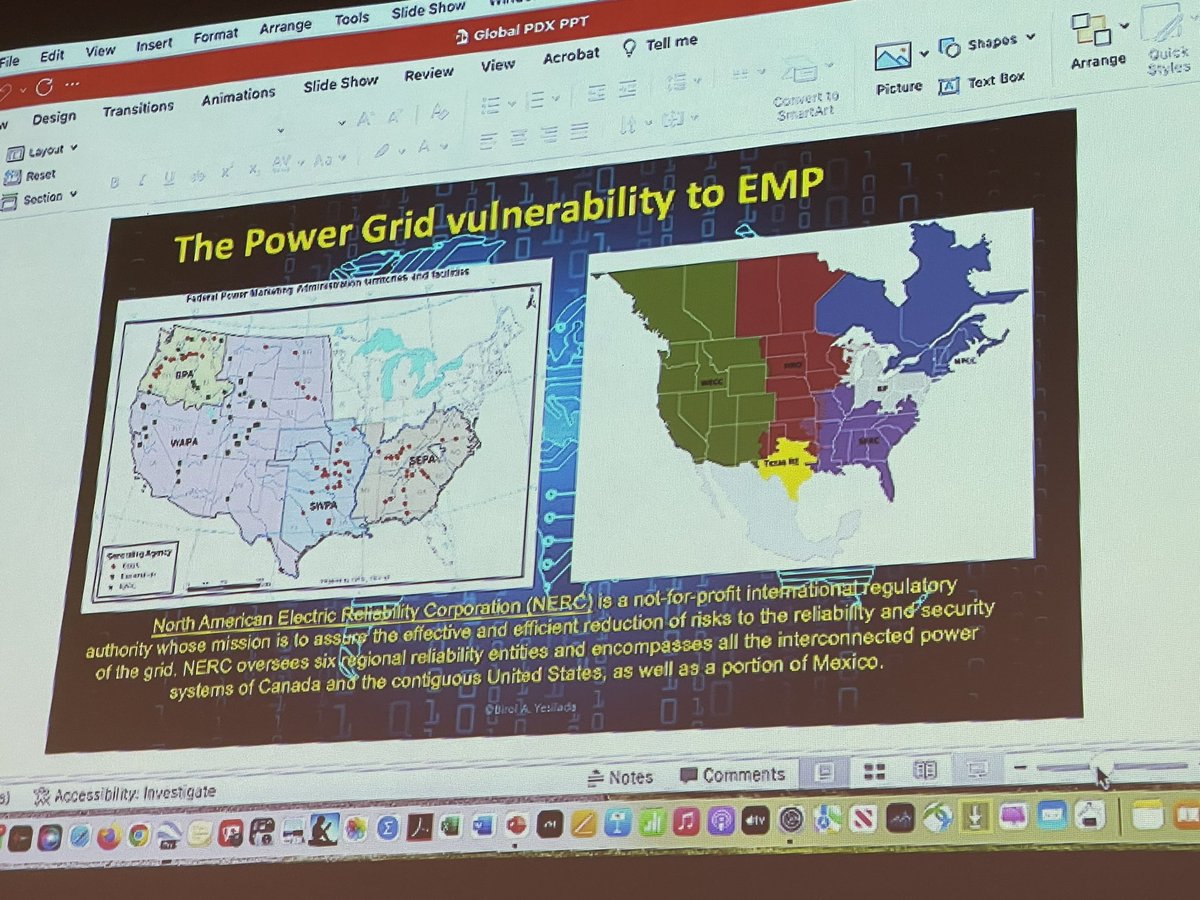 File Edit View Insert Format Arrange Tools Slide Show
Global PDX PPT
Design Transitions Animations Slide Show Review View Acrobat Tell me
Layout
Reset
Section
Convert to
SmartArt
Picture
Shapes
Text Box
Arrange
Quick
Styles
The Power Grid vulnerability to EMP
Federal Power Marketing Administration territories and facilities
BPA
WAPA
SWPA
SEPA
Generating Agency
WECC
MRO
NPCC
RF
SERC
Texas RE
North American Electric Reliability Corporation (NERC) is a not-for-profit international regulatory
authority whose mission is to assure the effective and efficient reduction of risks to the reliability and security
of the grid. NERC oversees six regional reliability entities and encompasses all the interconnected power
systems of Canada and the contiguous United States, as well as a portion of Mexico.
©Birol A. Yesilada
Accessibility: Investigate
Notes
Comments
tv